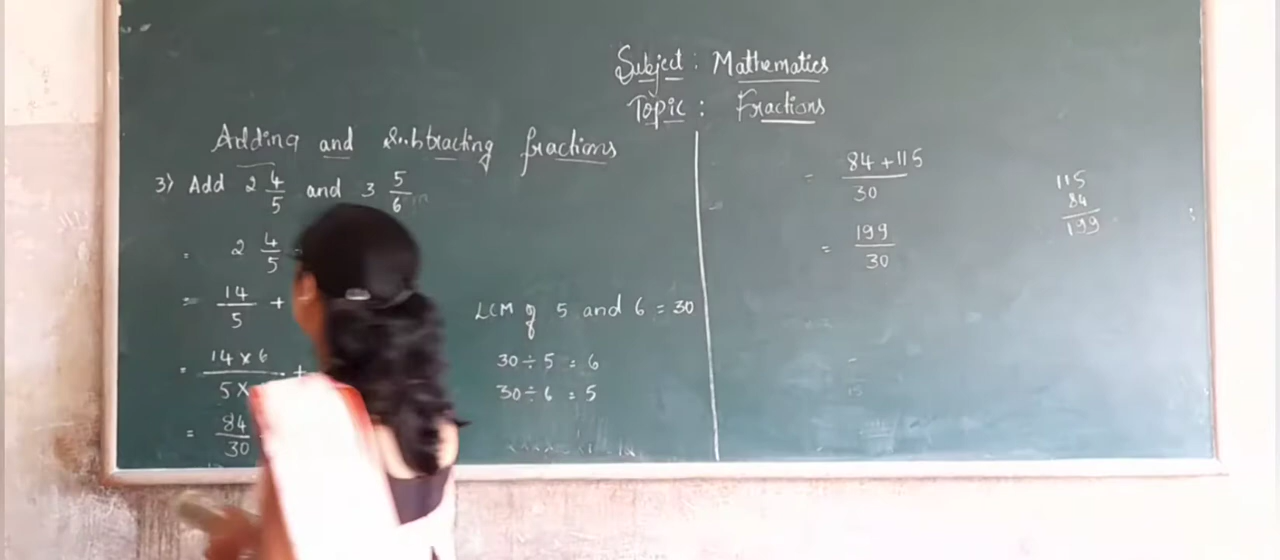 Subject : Mathematics
Topic : Fractions
Adding and Subtracting fractions
3) Add 2 4/5 and 3 5/6
= 2 4/5
= 14/5 +
LCM of 5 and 6 = 30
= 14 x 6 / 5 x +
30 ÷ 5 = 6
30 ÷ 6 = 5
= 84/30
= 84 + 115 / 30
= 199/30
115
84
199